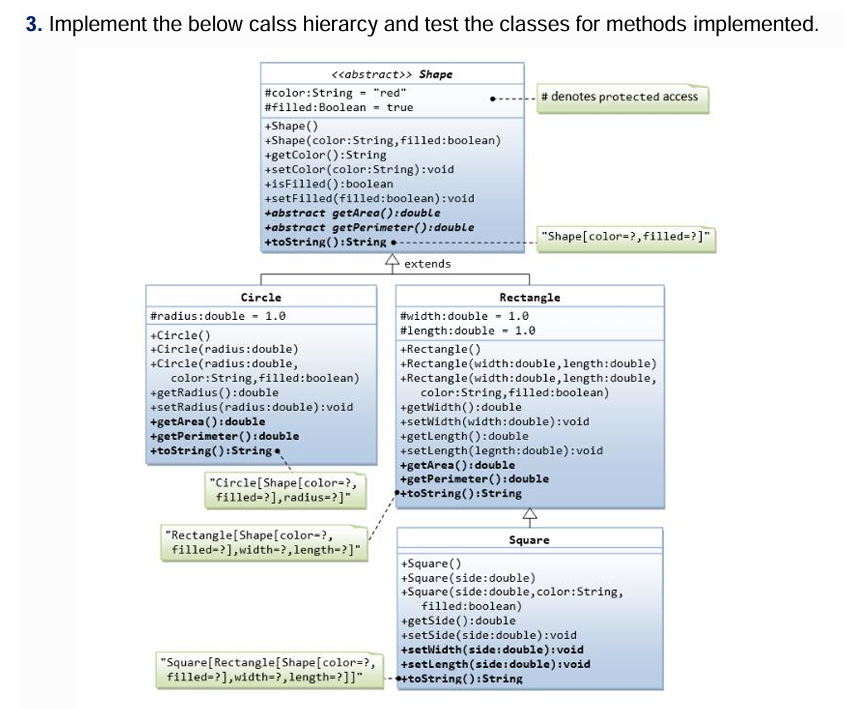 3. Implement the below calss hierarcy and test the classes for methods implemented.
<<abstract>> Shape
#color:String = "red"
#filled:Boolean = true
# denotes protected access
+Shape()
+Shape(color:String,filled:boolean)
+getColor():String
+setColor(color:String):void
+isFilled():boolean
+setFilled(filled:boolean):void
+abstract getArea():double
+abstract getPerimeter():double
+toString():String
"Shape[color=?,filled=?]"
extends
Circle
#radius:double = 1.0
+Circle()
+Circle(radius:double)
+Circle(radius:double,
color:String,filled:boolean)
+getRadius():double
+setRadius(radius:double):void
+getArea():double
+getPerimeter():double
+toString():String
"Circle[Shape[color=?,
filled=?],radius=?]"
Rectangle
#width:double = 1.0
#length:double = 1.0
+Rectangle()
+Rectangle(width:double,length:double)
+Rectangle(width:double,length:double,
color:String,filled:boolean)
+getWidth():double
+setWidth(width:double):void
+getLength():double
+setLength(legnth:double):void
+getArea():double
+getPerimeter():double
+toString():String
"Rectangle[Shape[color=?,
filled=?],width=?,length=?]"
Square
+Square()
+Square(side:double)
+Square(side:double,color:String,
filled:boolean)
+getSide():double
+setSide(side:double):void
+setWidth(side:double):void
+setLength(side:double):void
+toString():String
"Square[Rectangle[Shape[color=?,
filled=?],width=?,length=?]]"